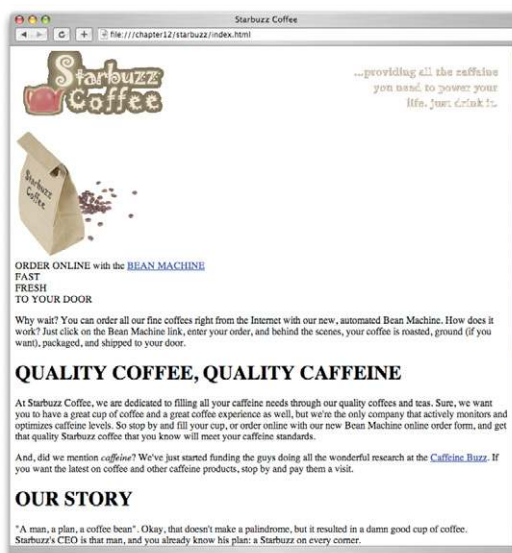 Starbuzz Coffee
file:///chapter12/starbuzz/index.html
Starbuzz
Coffee
...providing all the caffeine
you need to power your
life. just drink it.
Starbuzz
Coffee
ORDER ONLINE with the BEAN MACHINE
FAST
FRESH
TO YOUR DOOR
Why wait? You can order all our fine coffees right from the Internet with our new, automated Bean Machine. How does it
work? Just click on the Bean Machine link, enter your order, and behind the scenes, your coffee is roasted, ground (if you
want), packaged, and shipped to your door.
QUALITY COFFEE, QUALITY CAFFEINE
At Starbuzz Coffee, we are dedicated to filling all your caffeine needs through our quality coffees and teas. Sure, we want
you to have a great cup of coffee and a great coffee experience as well, but we're the only company that actively monitors and
optimizes caffeine levels. So stop by and fill your cup, or order online with our new Bean Machine online order form, and get
that quality Starbuzz coffee that you know will meet your caffeine standards.
And, did we mention caffeine? We've just started funding the guys doing all the wonderful research at the Caffeine Buzz. If
you want the latest on coffee and other caffeine products, stop by and pay them a visit.
OUR STORY
"A man, a plan, a coffee bean". Okay, that doesn't make a palindrome, but it resulted in a damn good cup of coffee.
Starbuzz's CEO is that man, and you already know his plan: a Starbuzz on every corner.